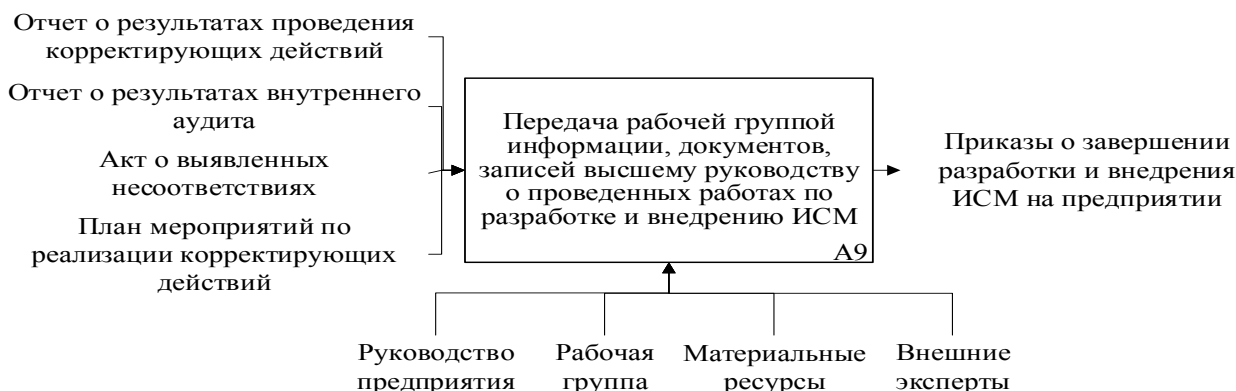 Отчет о результатах проведения
корректирующих действий
Отчет о результатах внутреннего
аудита
Акт о выявленных
несоответствиях
План мероприятий по
реализации корректирующих
действий
Передача рабочей группой
информации, документов,
записей высшему руководству
о проведенных работах по
разработке и внедрению ИСМ
А9
Приказы о завершении
разработки и внедрения
ИСМ на предприятии
Руководство
предприятия
Рабочая
группа
Материальные
ресурсы
Внешние
эксперты